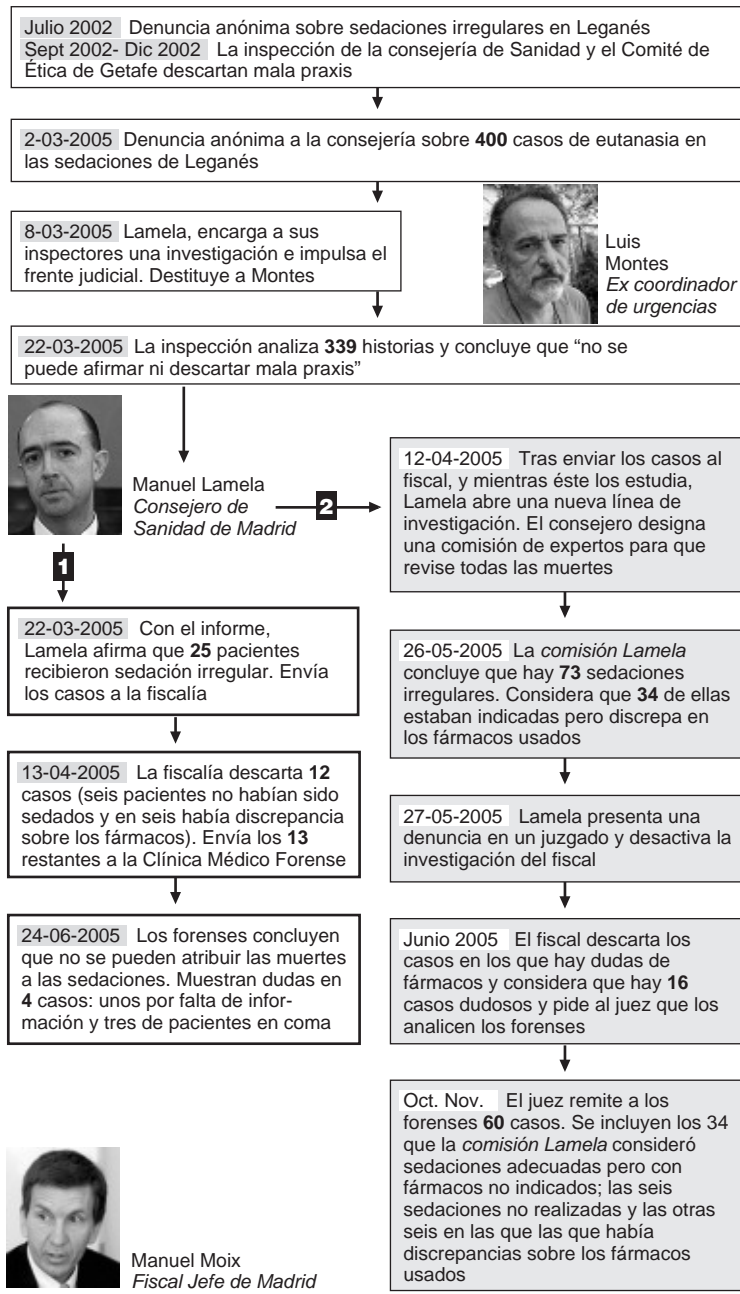 Julio 2002 Denuncia anónima sobre sedaciones irregulares en Leganés
Sept 2002- Dic 2002 La inspección de la consejería de Sanidad y el Comité de
Ética de Getafe descartan mala praxis
2-03-2005 Denuncia anónima a la consejería sobre 400 casos de eutanasia en
las sedaciones de Leganés
8-03-2005 Lamela, encarga a sus
inspectores una investigación e impulsa el
frente judicial. Destituye a Montes
Luis
Montes
Ex coordinador
de urgencias
22-03-2005 La inspección analiza 339 historias y concluye que “no se
puede afirmar ni descartar mala praxis”
Manuel Lamela
Consejero de
Sanidad de Madrid
1
22-03-2005 Con el informe,
Lamela afirma que 25 pacientes
recibieron sedación irregular. Envía
los casos a la fiscalía
13-04-2005 La fiscalía descarta 12
casos (seis pacientes no habían sido
sedados y en seis había discrepancia
sobre los fármacos). Envía los 13
restantes a la Clínica Médico Forense
24-06-2005 Los forenses concluyen
que no se pueden atribuir las muertes
a las sedaciones. Muestran dudas en
4 casos: unos por falta de infor-
mación y tres de pacientes en coma
2
12-04-2005 Tras enviar los casos al
fiscal, y mientras éste los estudia,
Lamela abre una nueva línea de
investigación. El consejero designa
una comisión de expertos para que
revise todas las muertes
26-05-2005 La comisión Lamela
concluye que hay 73 sedaciones
irregulares. Considera que 34 de ellas
estaban indicadas pero discrepa en
los fármacos usados
27-05-2005 Lamela presenta una
denuncia en un juzgado y desactiva la
investigación del fiscal
Junio 2005 El fiscal descarta los
casos en los que hay dudas de
fármacos y considera que hay 16
casos dudosos y pide al juez que los
analicen los forenses
Oct. Nov. El juez remite a los
forenses 60 casos. Se incluyen los 34
que la comisión Lamela consideró
sedaciones adecuadas pero con
fármacos no indicados; las seis
sedaciones no realizadas y las otras
seis en las que las que había
discrepancias sobre los fármacos
usados
Manuel Moix
Fiscal Jefe de Madrid